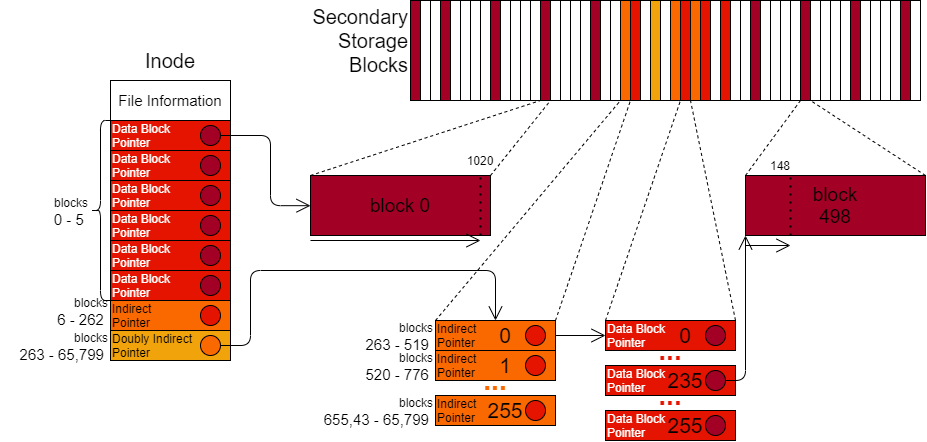 Secondary
Storage
Blocks
Inode
File Information
Data Block
Pointer
Data Block
Pointer
Data Block
Pointer
Data Block
Pointer
Data Block
Pointer
Data Block
Pointer
blocks
0 - 5
blocks
6 - 262
Indirect
Pointer
blocks
263 - 65,799
Doubly Indirect
Pointer
1020
block 0
148
block
498
blocks
263 - 519
Indirect
Pointer
0
blocks
520 - 776
Indirect
Pointer
1
...
blocks
655,43 - 65,799
Indirect
Pointer
255
Data Block
Pointer
0
...
Data Block
Pointer
235
...
Data Block
Pointer
255